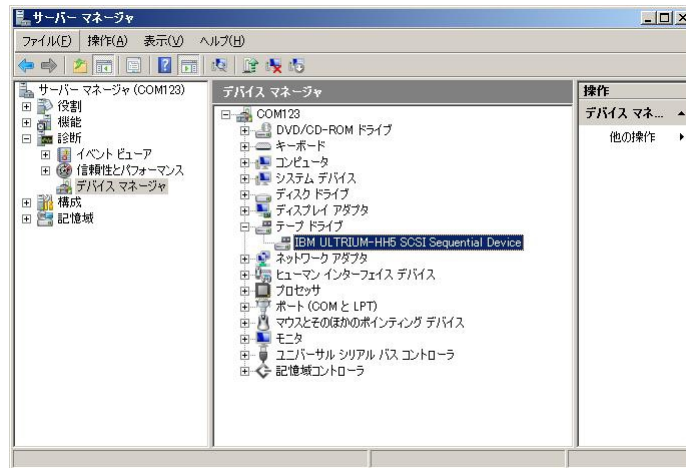 サーバー マネージャ
ファイル(F) 操作(A) 表示(V) ヘルプ(H)
サーバー マネージャ (COM123)
役割
機能
診断
イベント ビューア
信頼性とパフォーマンス
デバイス マネージャ
構成
記憶域
デバイス マネージャ
COM123
DVD/CD-ROM ドライブ
キーボード
コンピュータ
システム デバイス
ディスク ドライブ
ディスプレイ アダプタ
テープ ドライブ
IBM ULTRIUM-HH5 SCSI Sequential Device
ネットワーク アダプタ
ヒューマン インターフェイス デバイス
プロセッサ
ポート (COM と LPT)
マウスとそのほかのポインティング デバイス
モニタ
ユニバーサル シリアル バス コントローラ
記憶域コントローラ
操作
デバイス マネ...
他の操作